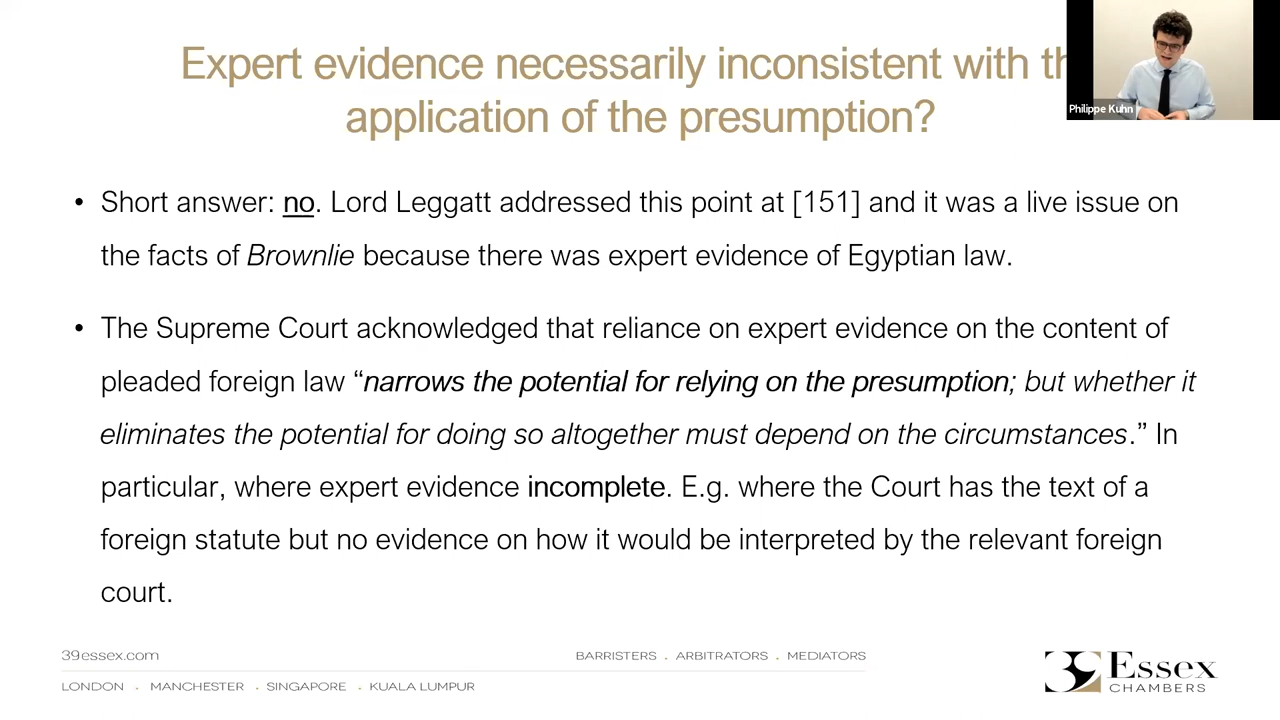 Expert evidence necessarily inconsistent with th
application of the presumption?
Philippe Kuhn
• Short answer: no. Lord Leggatt addressed this point at [151] and it was a live issue on
the facts of Brownlie because there was expert evidence of Egyptian law.
• The Supreme Court acknowledged that reliance on expert evidence on the content of
pleaded foreign law “narrows the potential for relying on the presumption; but whether it
eliminates the potential for doing so altogether must depend on the circumstances.” In
particular, where expert evidence incomplete. E.g. where the Court has the text of a
foreign statute but no evidence on how it would be interpreted by the relevant foreign
court.
39essex.com
BARRISTERS . ARBITRATORS . MEDIATORS
LONDON . MANCHESTER . SINGAPORE . KUALA LUMPUR
39 Essex
CHAMBERS